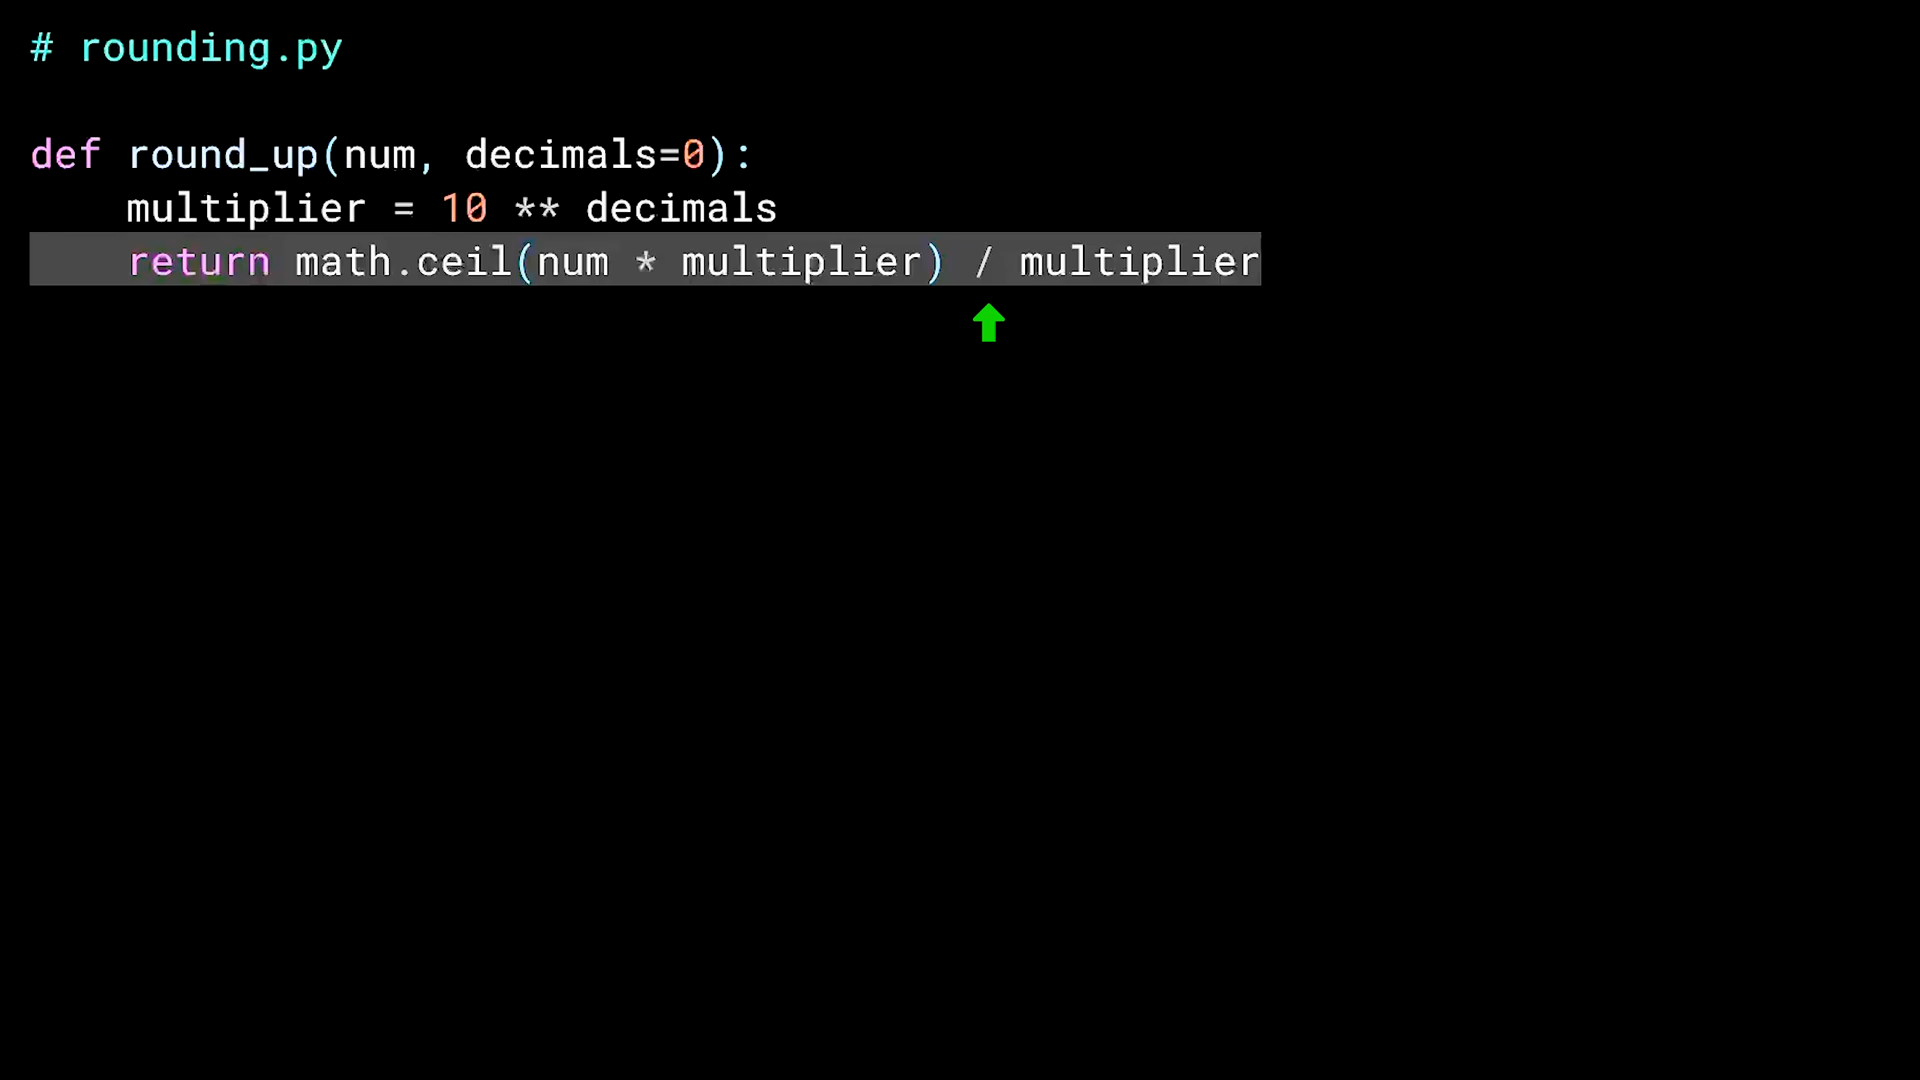 # rounding.py
def round_up(num, decimals=0):
    multiplier = 10 ** decimals
    return math.ceil(num * multiplier) / multiplier